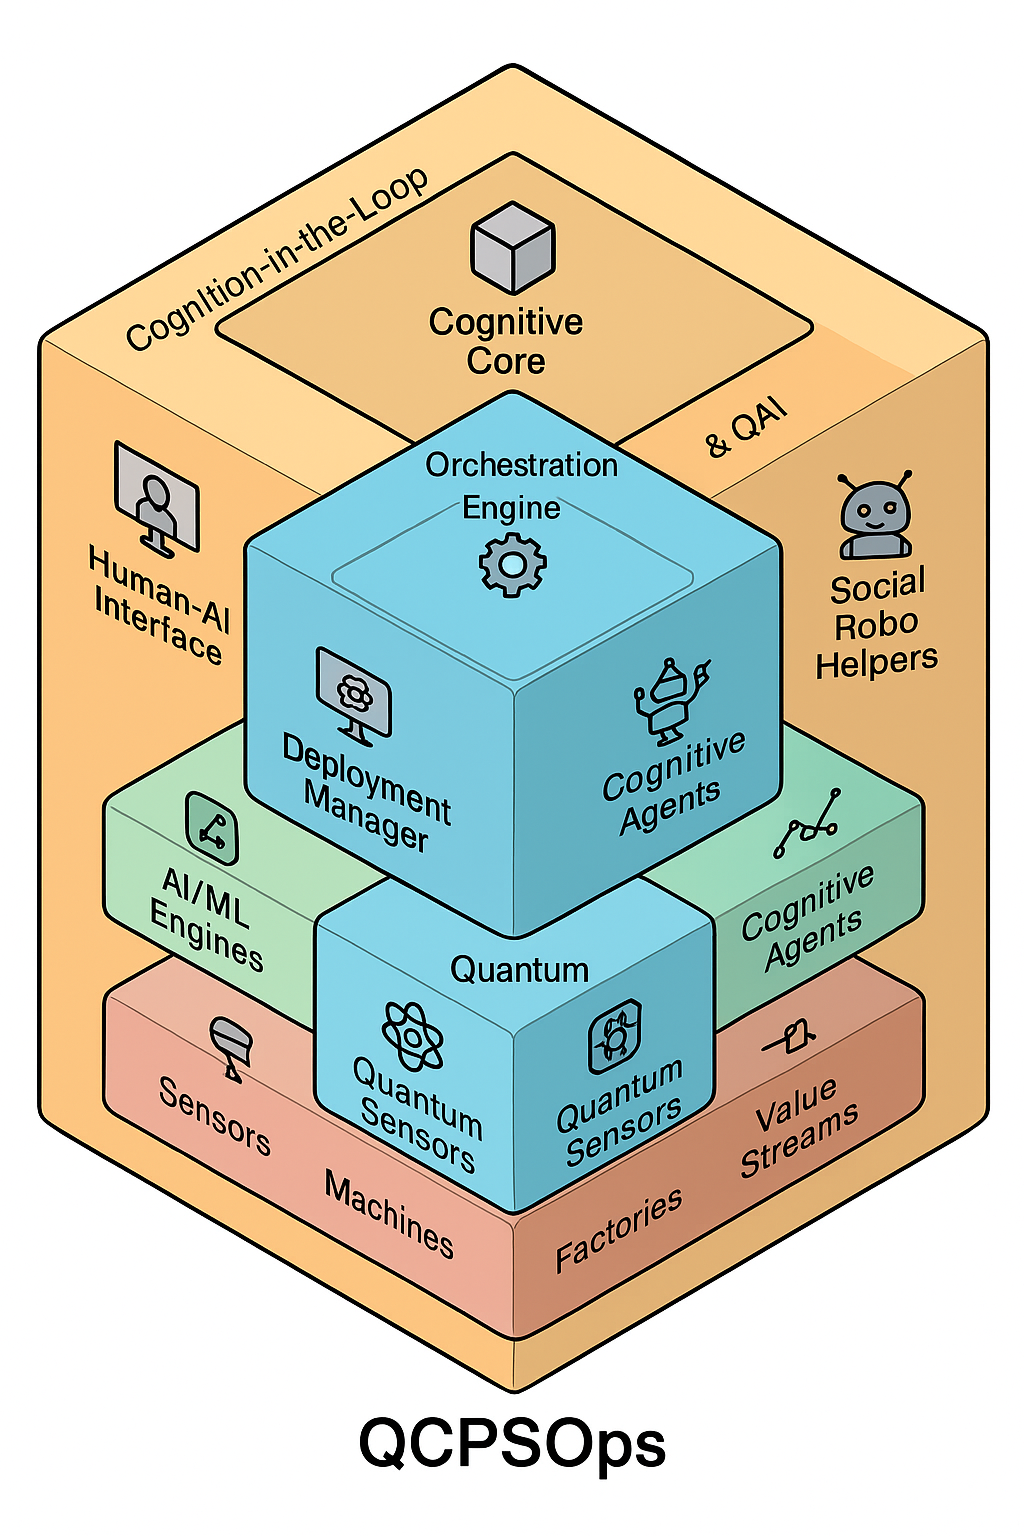 CognItion-in-the-Loop
Cognitive
Core
& QAI
Orchestration
Engine
Human-AI
Interface
Social
Robo
Helpers
Deployment
Manager
Cognitive
Agents
AI/ML
Engines
Cognitive
Agents
Quantum
Quantum
Sensors
Quantum
Sensors
Sensors
Machines
Factories
Value
Streams
QCPSOps